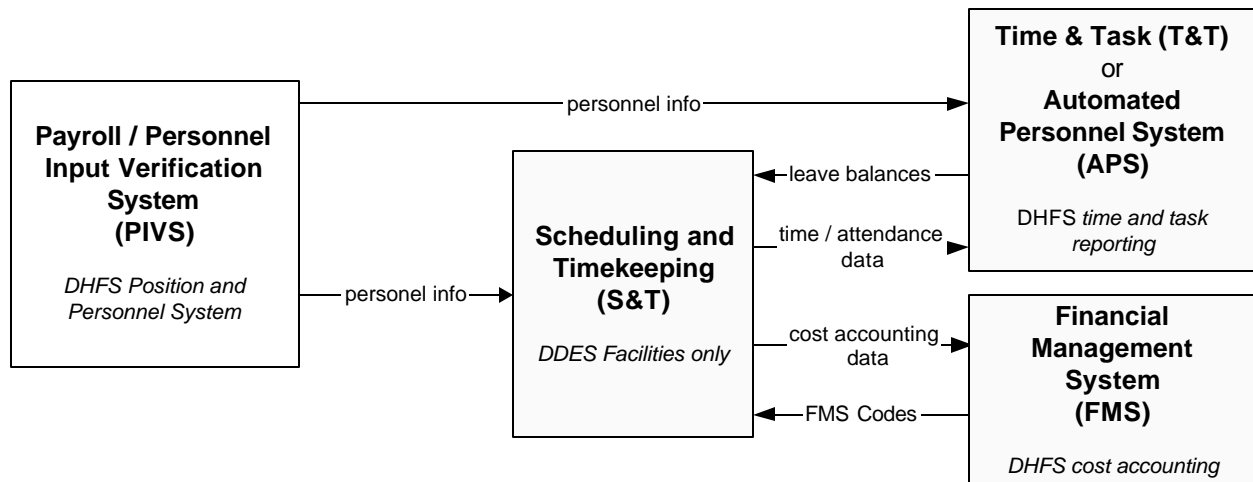 Payroll / Personnel
Input Verification
System
(PIVS)
DHFS Position and
Personnel System
personnel info
personel info
Scheduling and
Timekeeping
(S&T)
DDES Facilities only
leave balances
time / attendance
data
cost accounting
data
FMS Codes
Time & Task (T&T)
or
Automated
Personnel System
(APS)
DHFS time and task
reporting
Financial
Management
System
(FMS)
DHFS cost accounting